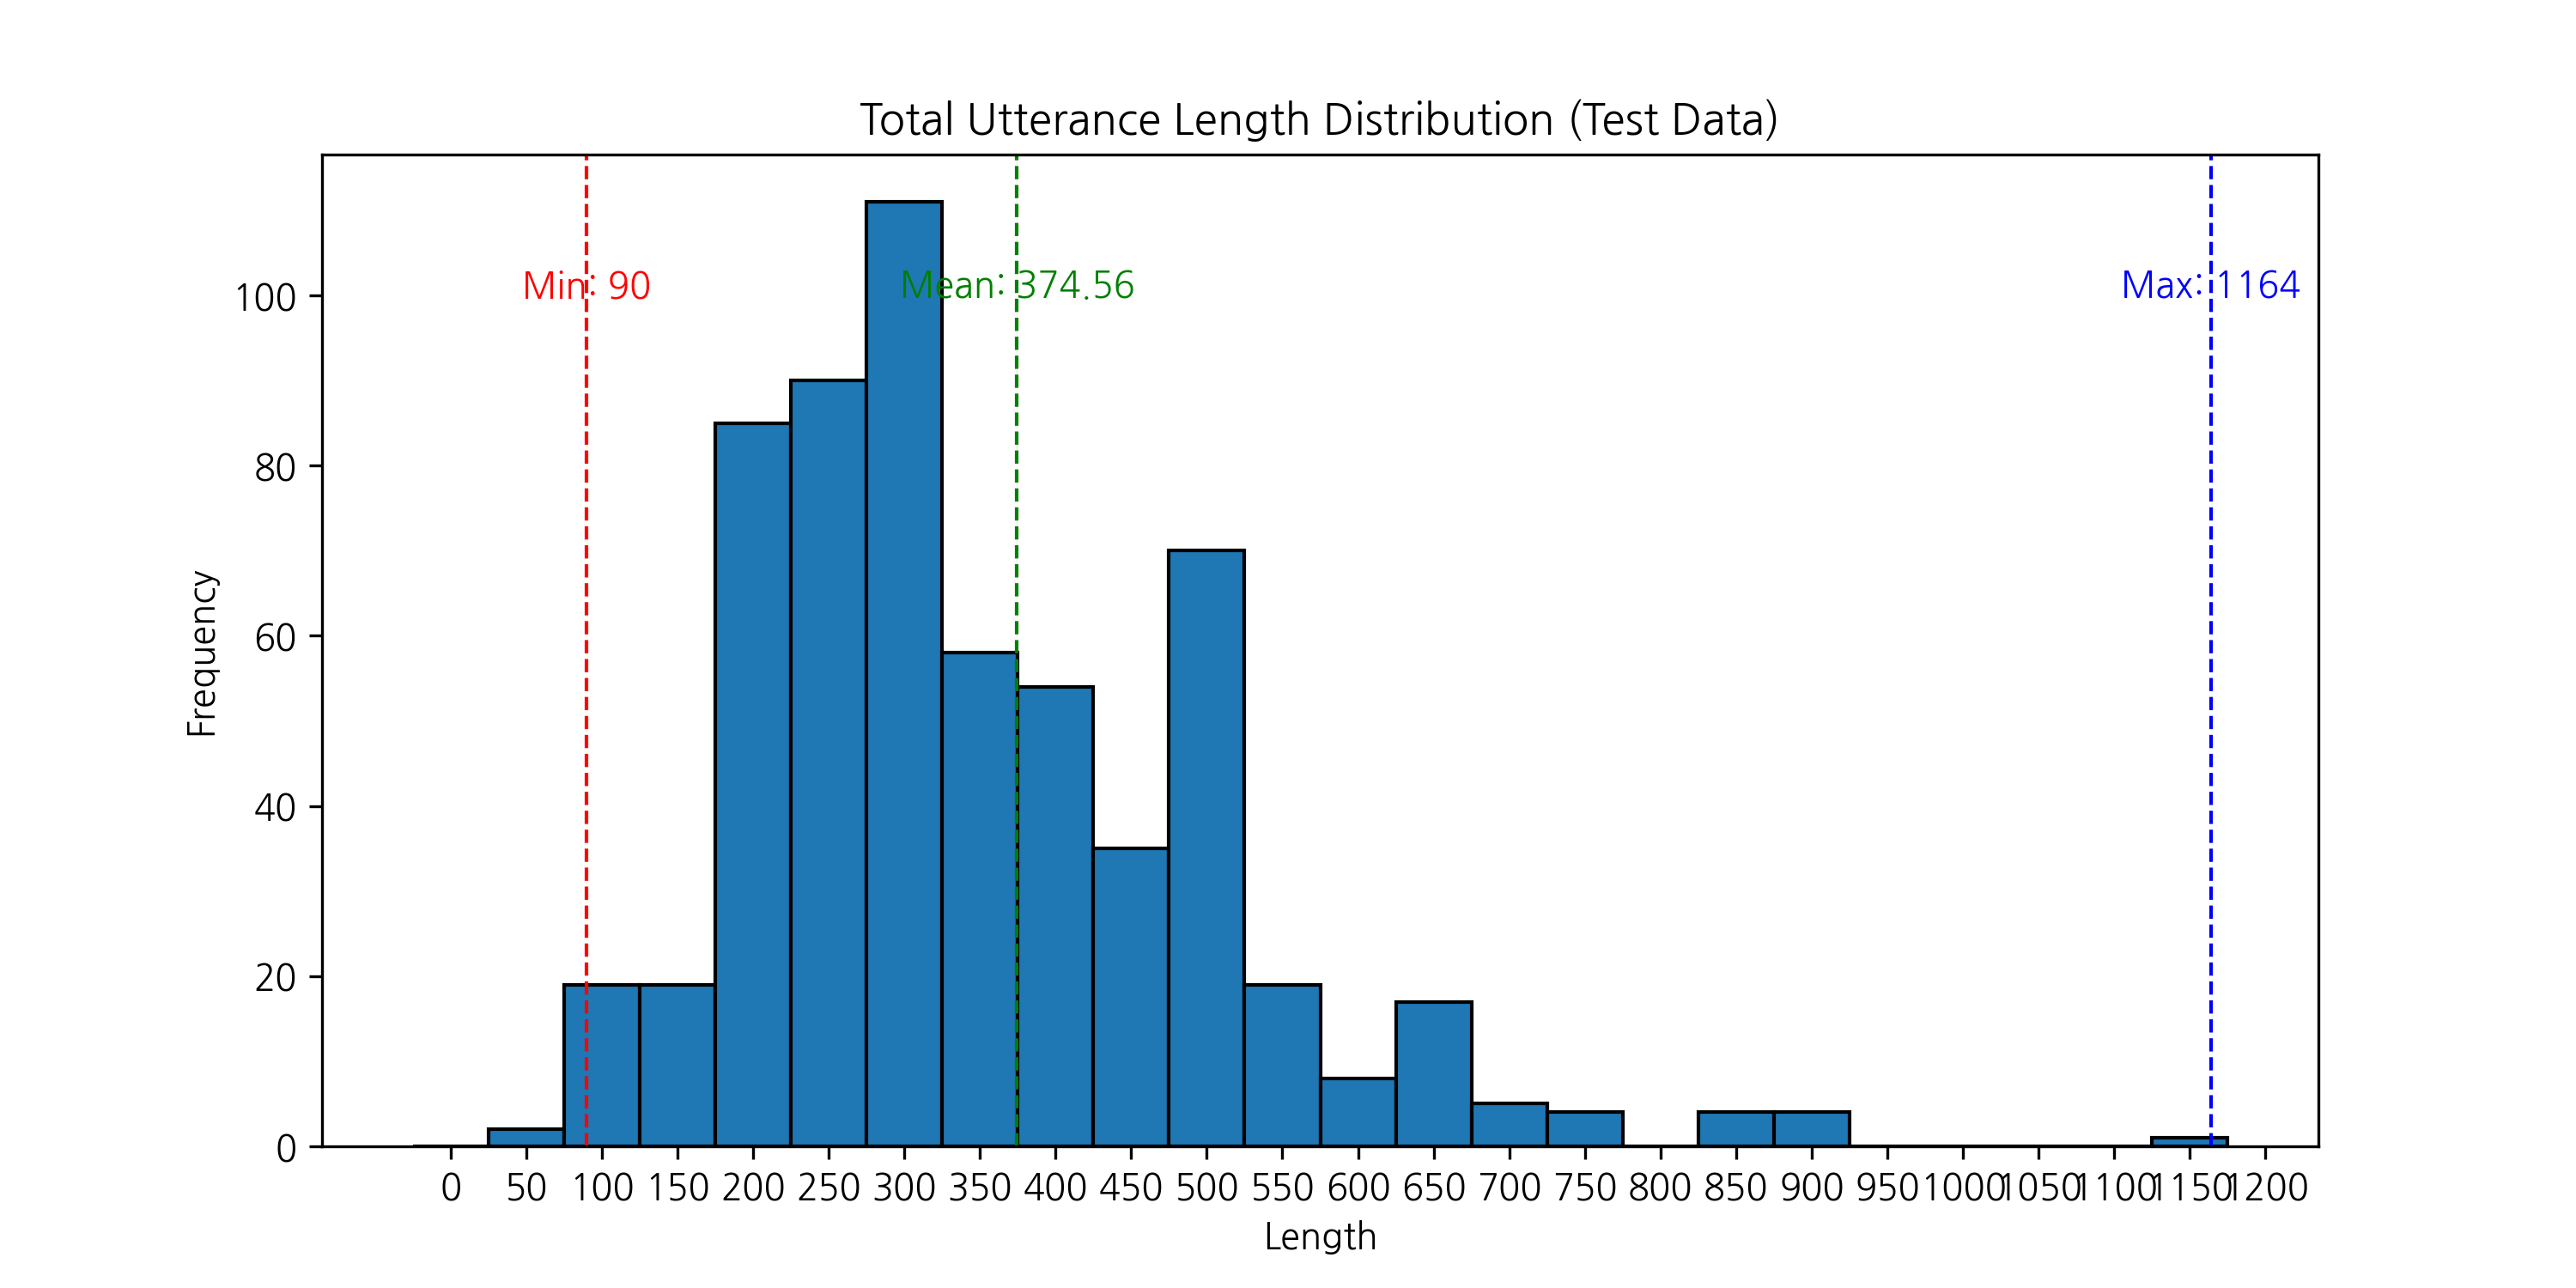 Total Utterance Length Distribution (Test Data)
Min: 90
Mean: 374.56
Max: 1164
100
80
60
40
20
0
Frequency
0 50 100 150 200 250 300 350 400 450 500 550 600 650 700 750 800 850 900 950 1000 1050 1100 1150 1200
Length